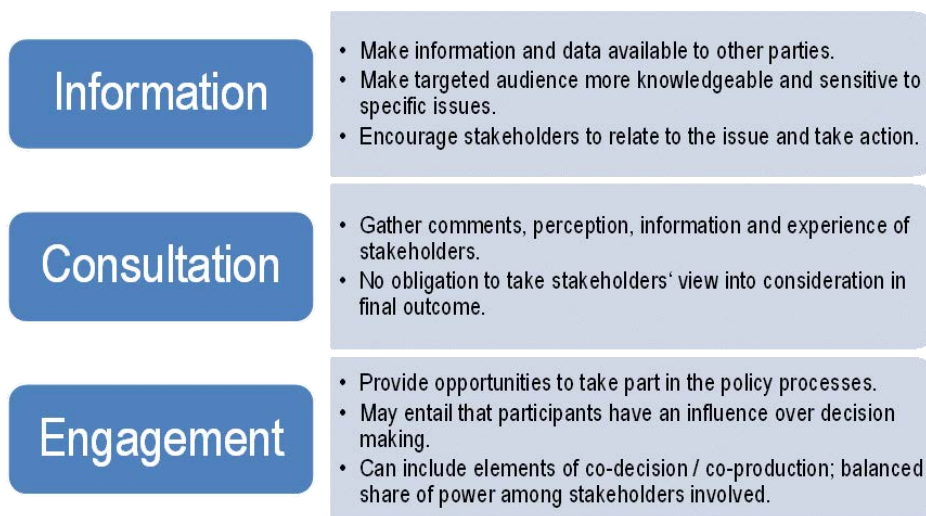 Information
• Make information and data available to other parties.
• Make targeted audience more knowledgeable and sensitive to
specific issues.
• Encourage stakeholders to relate to the issue and take action.
Consultation
• Gather comments, perception, information and experience of
stakeholders.
• No obligation to take stakeholders‘ view into consideration in
final outcome.
Engagement
• Provide opportunities to take part in the policy processes.
• May entail that participants have an influence over decision
making.
• Can include elements of co-decision / co-production; balanced
share of power among stakeholders involved.